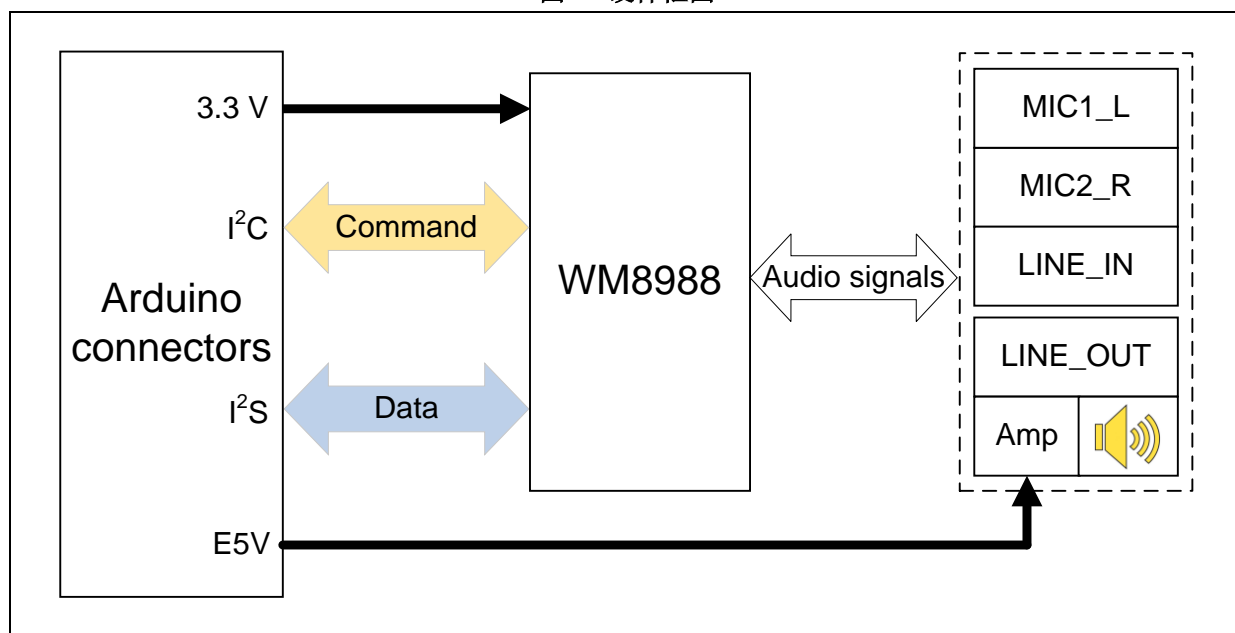 3.3 V
I²C
Arduino
connectors
I²S
E5V
Command
Data
WM8988
Audio signals
MIC1_L
MIC2_R
LINE_IN
LINE_OUT
Amp